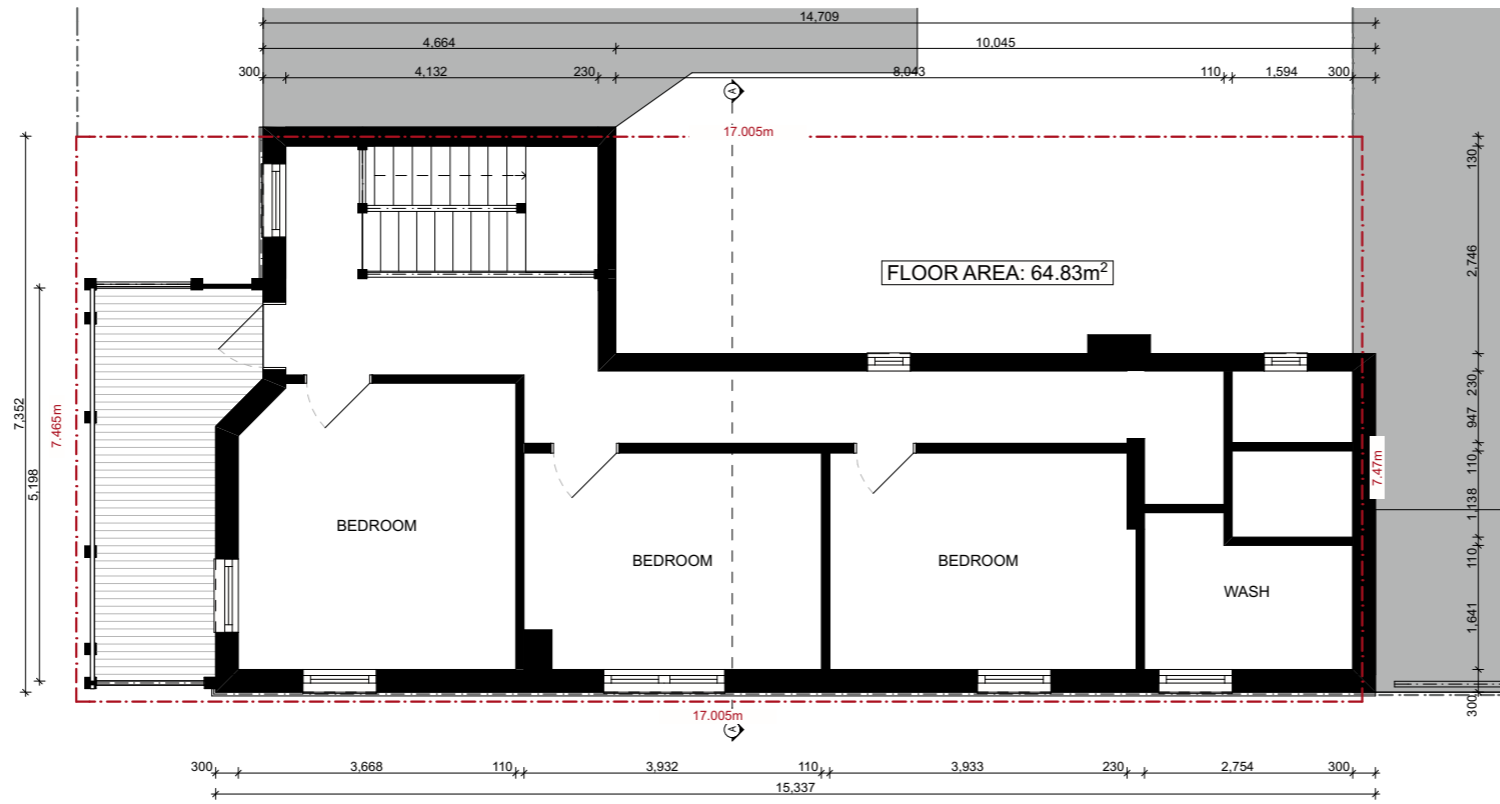 14,709
4,664
10,045
300
4,132
230
8,043
110
1,594
300
A
17.005m
130
2,746
FLOOR AREA: 64.83m²
7,352
7.465m
5,198
230
947
110
7.47m
1,138
110
1,641
300
BEDROOM
BEDROOM
BEDROOM
WASH
17.005m
A
300
3,668
110
3,932
110
3,933
230
2,754
300
15,337